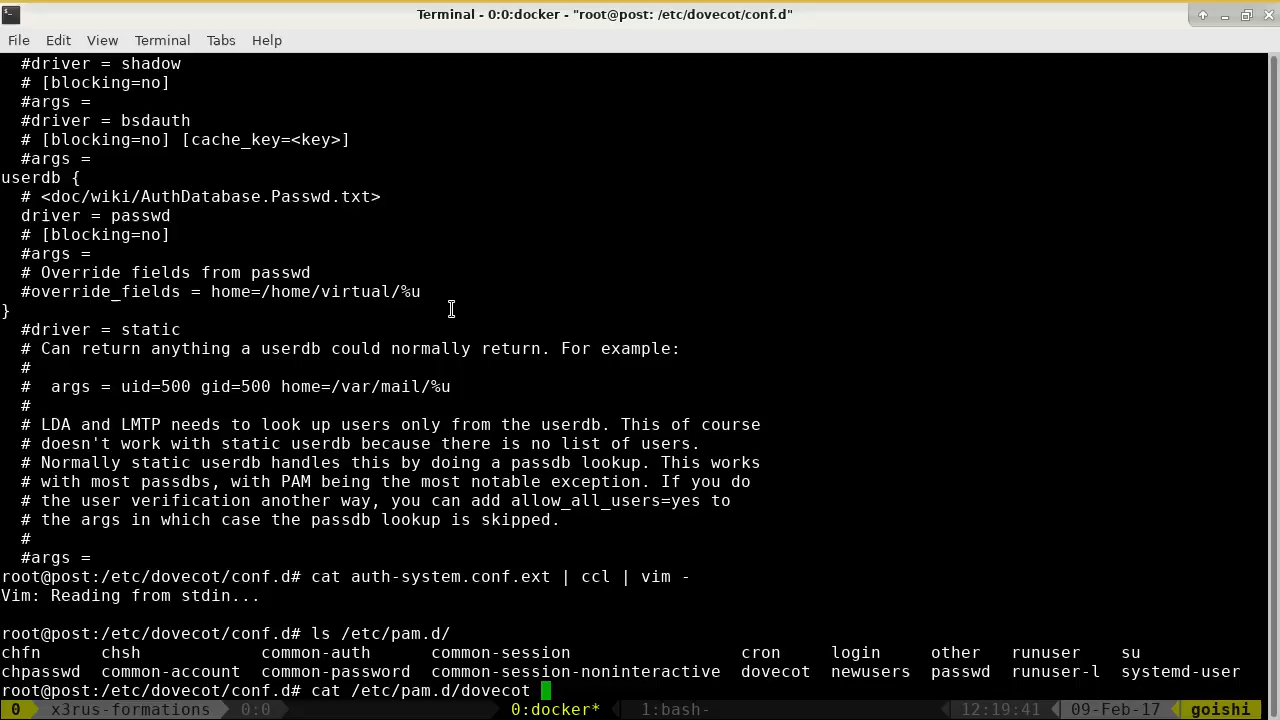 Terminal - 0:0:docker - "root@post: /etc/dovecot/conf.d"
File Edit View Terminal Tabs Help
#driver = shadow
# [blocking=no]
#args =
#driver = bsdauth
# [blocking=no] [cache_key=<key>]
#args =
userdb {
# <doc/wiki/AuthDatabase.Passwd.txt>
driver = passwd
# [blocking=no]
#args =
# Override fields from passwd
#override_fields = home=/home/virtual/%u
}
#driver = static
# Can return anything a userdb could normally return. For example:
#
#  args = uid=500 gid=500 home=/var/mail/%u
#
# LDA and LMTP needs to look up users only from the userdb. This of course
# doesn't work with static userdb because there is no list of users.
# Normally static userdb handles this by doing a passdb lookup. This works
# with most passdbs, with PAM being the most notable exception. If you do
# the user verification another way, you can add allow_all_users=yes to
# the args in which case the passdb lookup is skipped.
#
#args =
root@post:/etc/dovecot/conf.d# cat auth-system.conf.ext | ccl | vim -
Vim: Reading from stdin...
root@post:/etc/dovecot/conf.d# ls /etc/pam.d/
chfn chsh common-auth common-session cron login other runuser su
chpasswd common-account common-password common-session-noninteractive dovecot newusers passwd runuser-l systemd-user
root@post:/etc/dovecot/conf.d# cat /etc/pam.d/dovecot
0 x3rus-formations 0:0 0:docker* 1:bash- 12:19:41 09-Feb-17 goishi